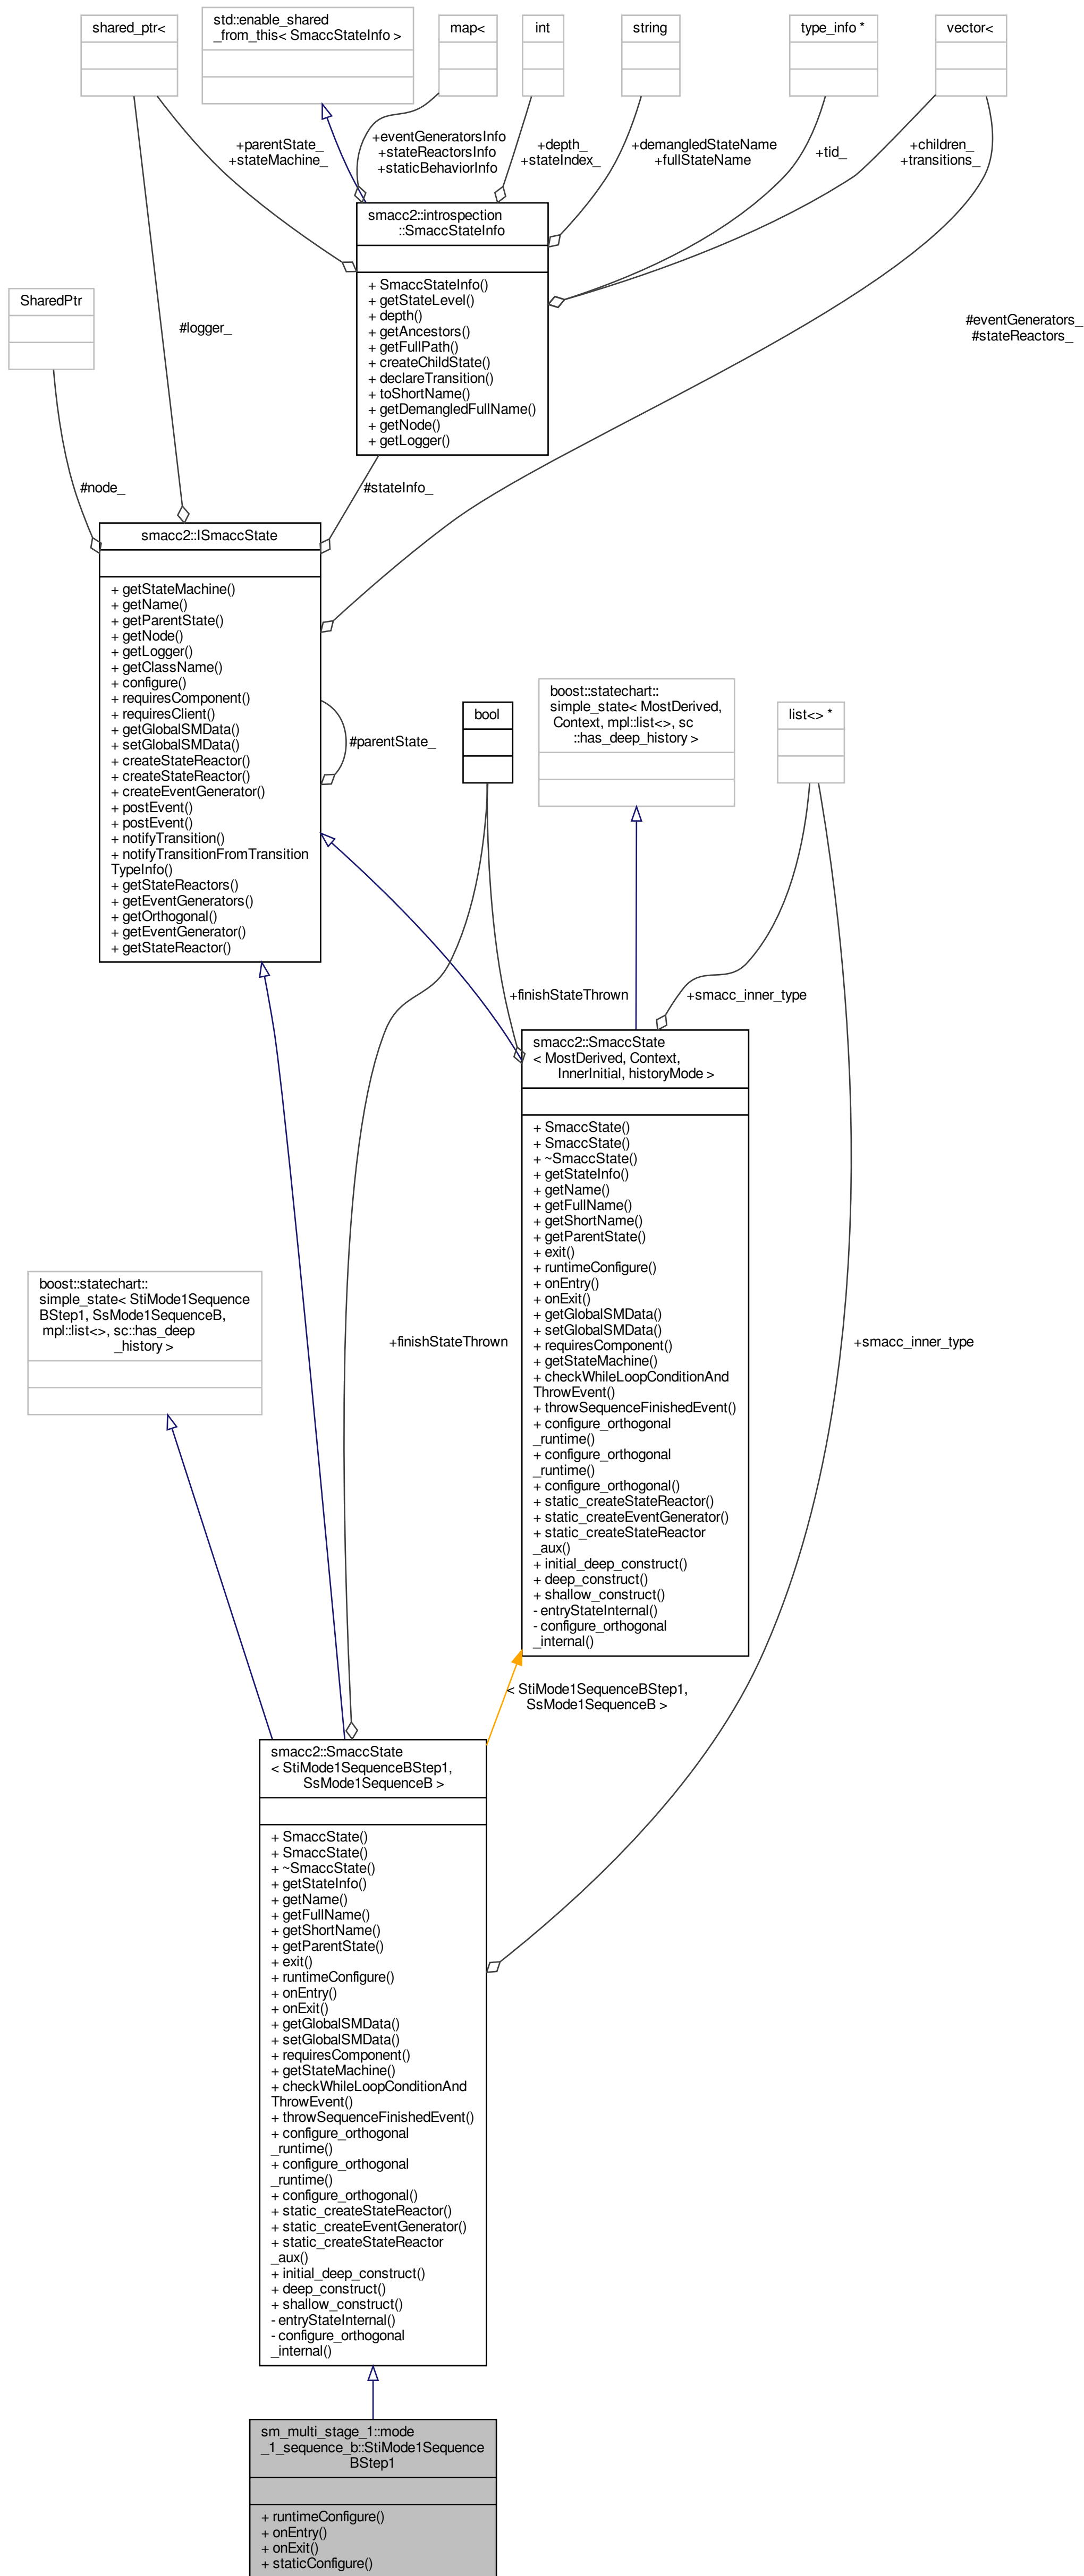 shared_ptr<
std::enable_shared
_from_this< SmaccStateInfo >
map<
int
string
type_info *
vector<
+parentState_
+stateMachine_
+eventGeneratorsInfo
+stateReactorsInfo
+staticBehaviorInfo
+depth_
+stateIndex_
+demangledStateName
+fullStateName
+tid_
+children_
+transitions_
smacc2::introspection
::SmaccStateInfo
+ SmaccStateInfo()
+ getStateLevel()
+ depth()
+ getAncestors()
+ getFullPath()
+ createChildState()
+ declareTransition()
+ toShortName()
+ getDemangledFullName()
+ getNode()
+ getLogger()
SharedPtr
#logger_
#eventGenerators_
#stateReactors_
#node_
#stateInfo_
smacc2::ISmaccState
+ getStateMachine()
+ getName()
+ getParentState()
+ getNode()
+ getLogger()
+ getClassName()
+ configure()
+ requiresComponent()
+ requiresClient()
+ getGlobalSMData()
+ setGlobalSMData()
+ createStateReactor()
+ createStateReactor()
+ createEventGenerator()
+ postEvent()
+ postEvent()
+ notifyTransition()
+ notifyTransitionFromTransition
TypeInfo()
+ getStateReactors()
+ getEventGenerators()
+ getOrthogonal()
+ getEventGenerator()
+ getStateReactor()
#parentState_
bool
boost::statechart::
simple_state< MostDerived,
Context, mpl::list<>, sc
::has_deep_history >
list<> *
+finishStateThrown
+smacc_inner_type
smacc2::SmaccState
< MostDerived, Context,
InnerInitial, historyMode >
+ SmaccState()
+ SmaccState()
+ ~SmaccState()
+ getStateInfo()
+ getName()
+ getFullName()
+ getShortName()
+ getParentState()
+ exit()
+ runtimeConfigure()
+ onEntry()
+ onExit()
+ getGlobalSMData()
+ setGlobalSMData()
+ requiresComponent()
+ getStateMachine()
+ checkWhileLoopConditionAnd
ThrowEvent()
+ throwSequenceFinishedEvent()
+ configure_orthogonal
_runtime()
+ configure_orthogonal
_runtime()
+ configure_orthogonal()
+ static_createStateReactor()
+ static_createEventGenerator()
+ static_createStateReactor
_aux()
+ initial_deep_construct()
+ deep_construct()
+ shallow_construct()
- entryStateInternal()
- configure_orthogonal
_internal()
boost::statechart::
simple_state< StiMode1Sequence
BStep1, SsMode1SequenceB,
mpl::list<>, sc::has_deep
_history >
+finishStateThrown
+smacc_inner_type
< StiMode1SequenceBStep1,
SsMode1SequenceB >
smacc2::SmaccState
< StiMode1SequenceBStep1,
SsMode1SequenceB >
+ SmaccState()
+ SmaccState()
+ ~SmaccState()
+ getStateInfo()
+ getName()
+ getFullName()
+ getShortName()
+ getParentState()
+ exit()
+ runtimeConfigure()
+ onEntry()
+ onExit()
+ getGlobalSMData()
+ setGlobalSMData()
+ requiresComponent()
+ getStateMachine()
+ checkWhileLoopConditionAnd
ThrowEvent()
+ throwSequenceFinishedEvent()
+ configure_orthogonal
_runtime()
+ configure_orthogonal
_runtime()
+ configure_orthogonal()
+ static_createStateReactor()
+ static_createEventGenerator()
+ static_createStateReactor
_aux()
+ initial_deep_construct()
+ deep_construct()
+ shallow_construct()
- entryStateInternal()
- configure_orthogonal
_internal()
sm_multi_stage_1::mode
_1_sequence_b::StiMode1Sequence
BStep1
+ runtimeConfigure()
+ onEntry()
+ onExit()
+ staticConfigure()